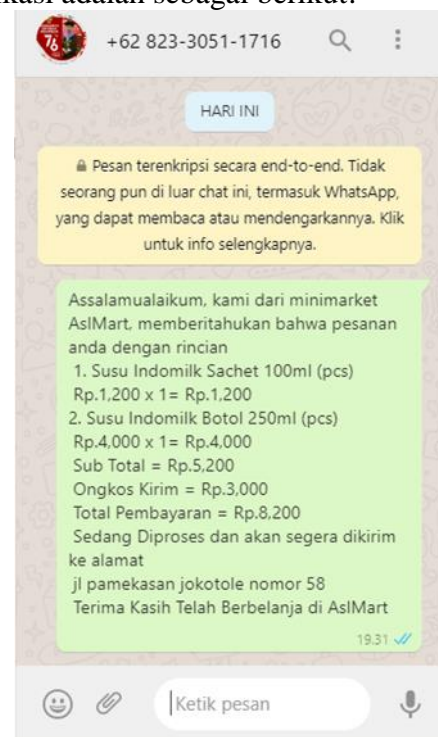 kasi adalah sebagai berikut.
76
+62 823-3051-1716
HARI INI
Pesan terenkripsi secara end-to-end. Tidak
seorang pun di luar chat ini, termasuk WhatsApp,
yang dapat membaca atau mendengarkannya. Klik
untuk info selengkapnya.
Assalamualaikum, kami dari minimarket
AslMart, memberitahukan bahwa pesanan
anda dengan rincian
1. Susu Indomilk Sachet 100ml (pcs)
Rp.1,200 x 1= Rp.1,200
2. Susu Indomilk Botol 250ml (pcs)
Rp.4,000 x 1= Rp.4,000
Sub Total = Rp.5,200
Ongkos Kirim = Rp.3,000
Total Pembayaran = Rp.8,200
Sedang Diproses dan akan segera dikirim
ke alamat
jl pamekasan jokotole nomor 58
Terima Kasih Telah Berbelanja di AslMart
19.31
Ketik pesan